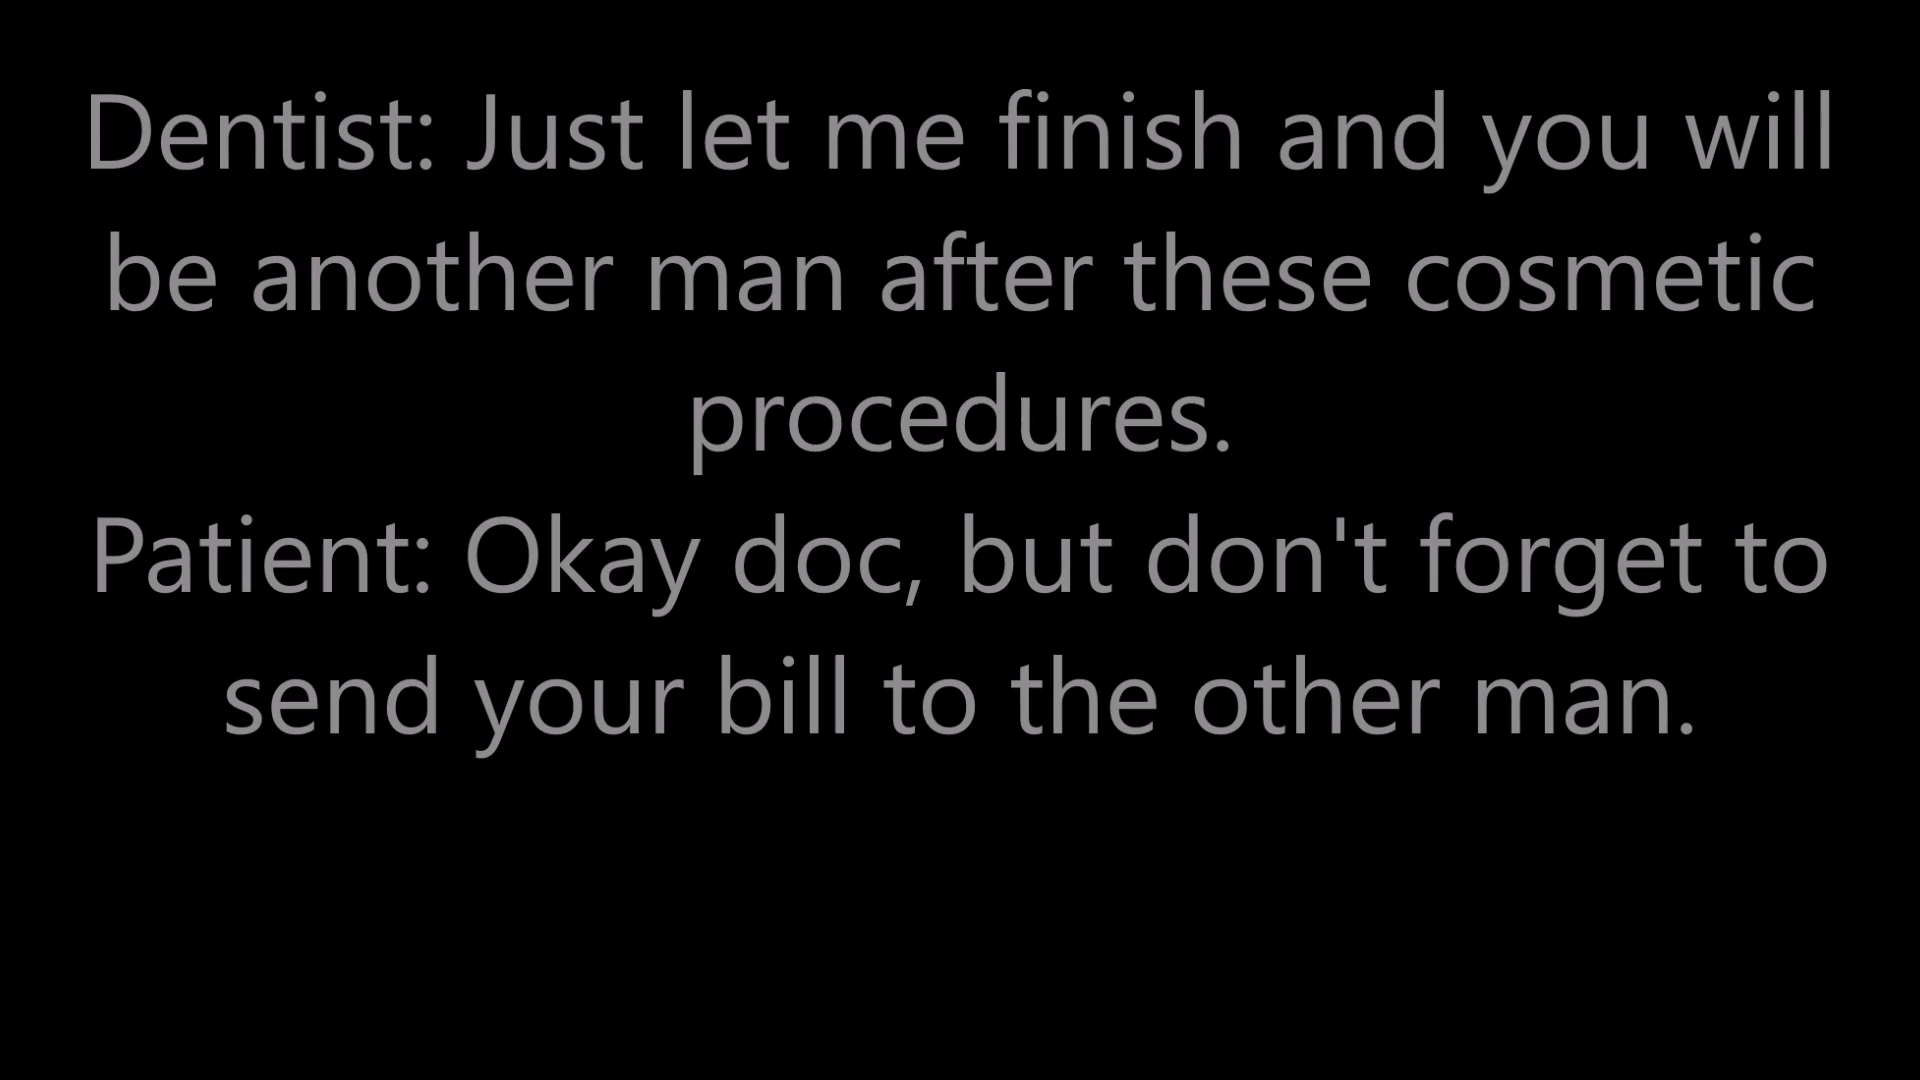 Dentist: Just let me finish and you will
be another man after these cosmetic
procedures.
Patient: Okay doc, but don't forget to
send your bill to the other man.